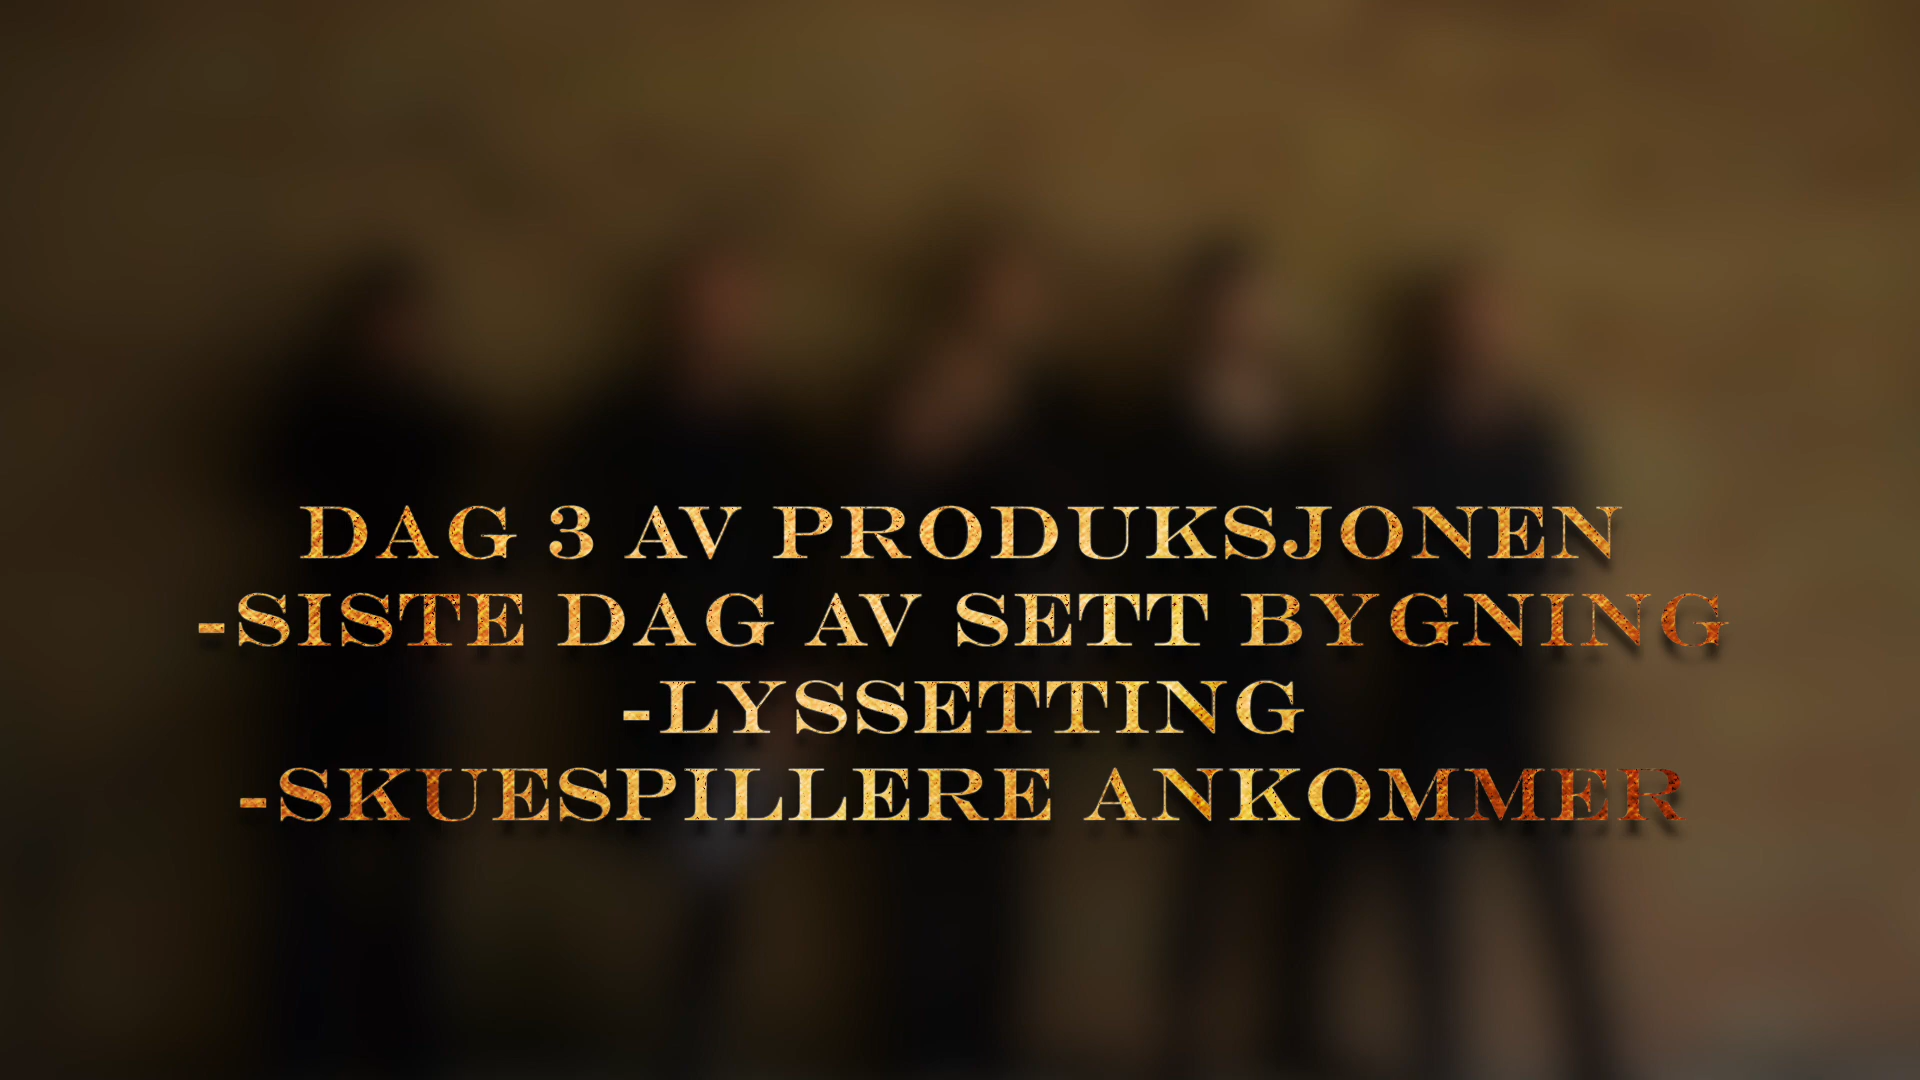 DAG 3 AV PRODUKSJONEN
-SISTE DAG AV SETT BYGNING
-LYSSETTING
-SKUESPILLERE ANKOMMER